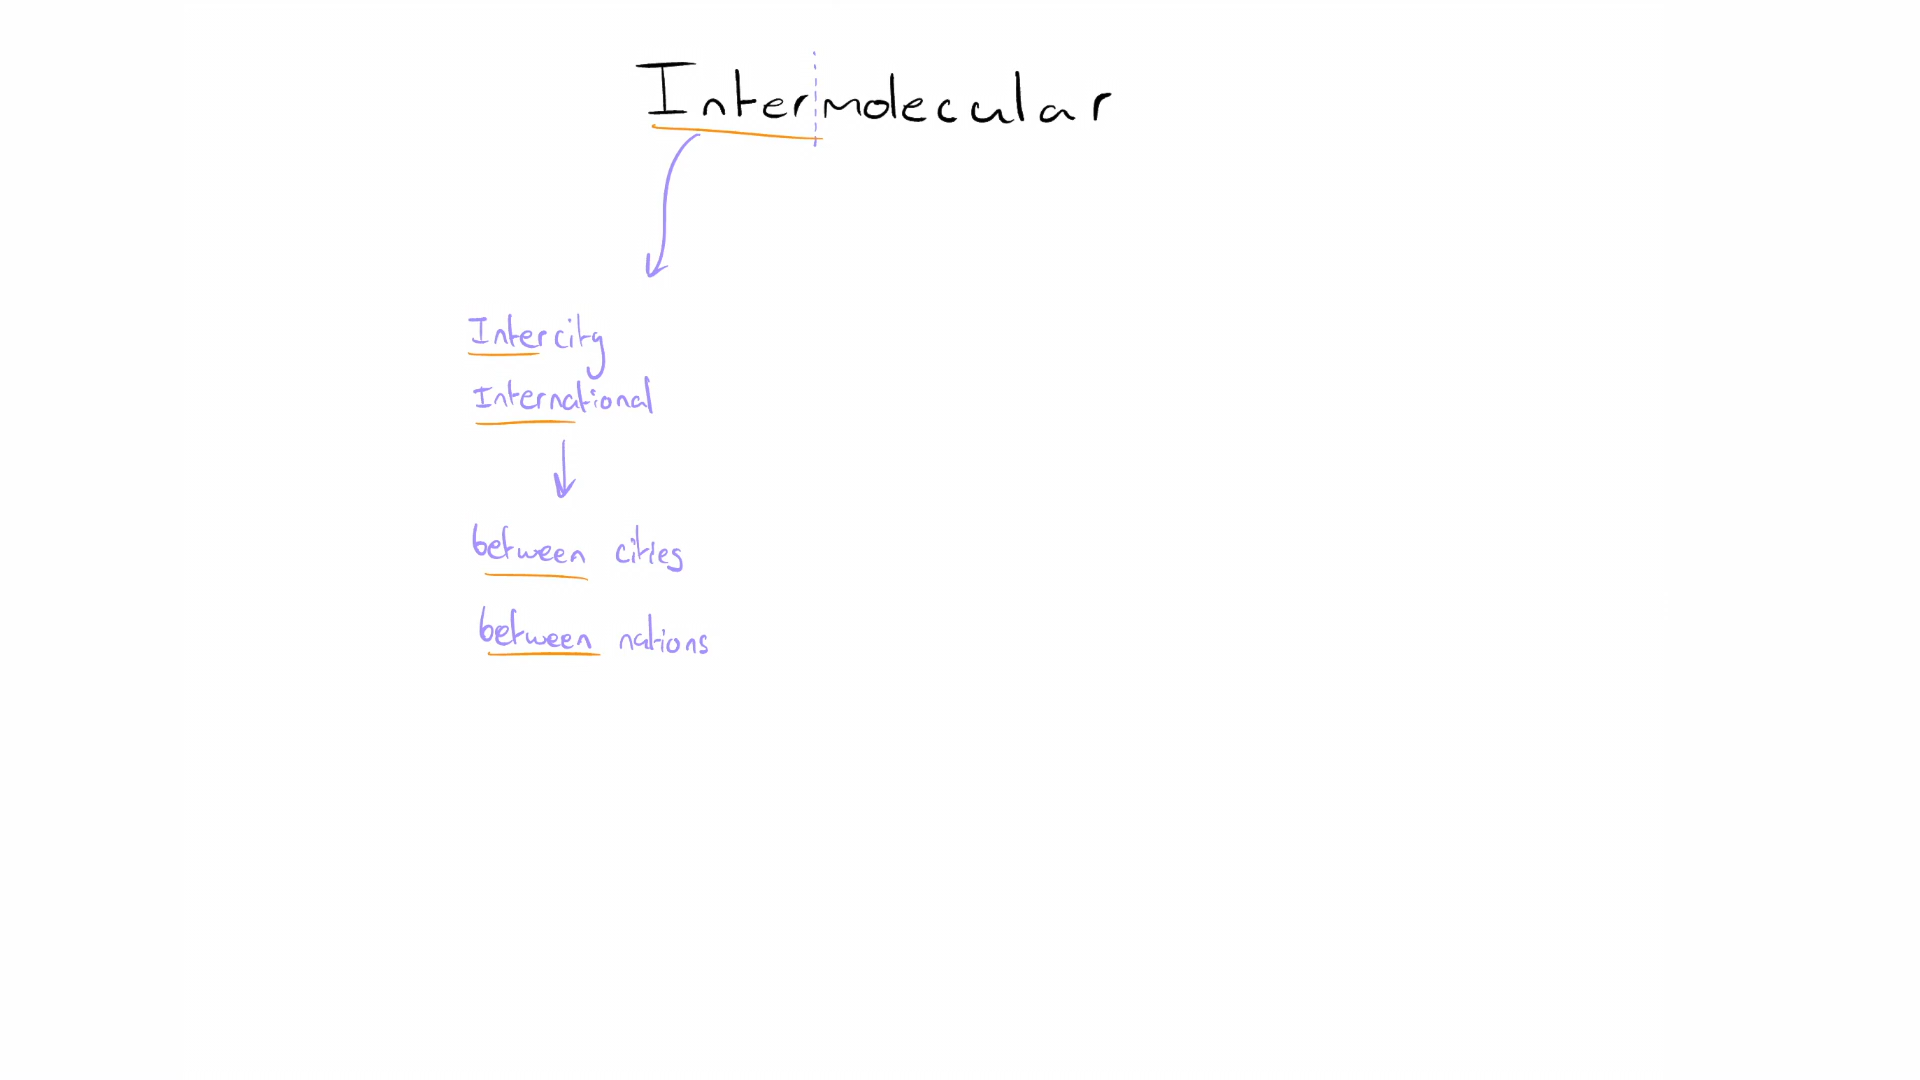 Intermolecular
Intercity
International
between cities
between nations